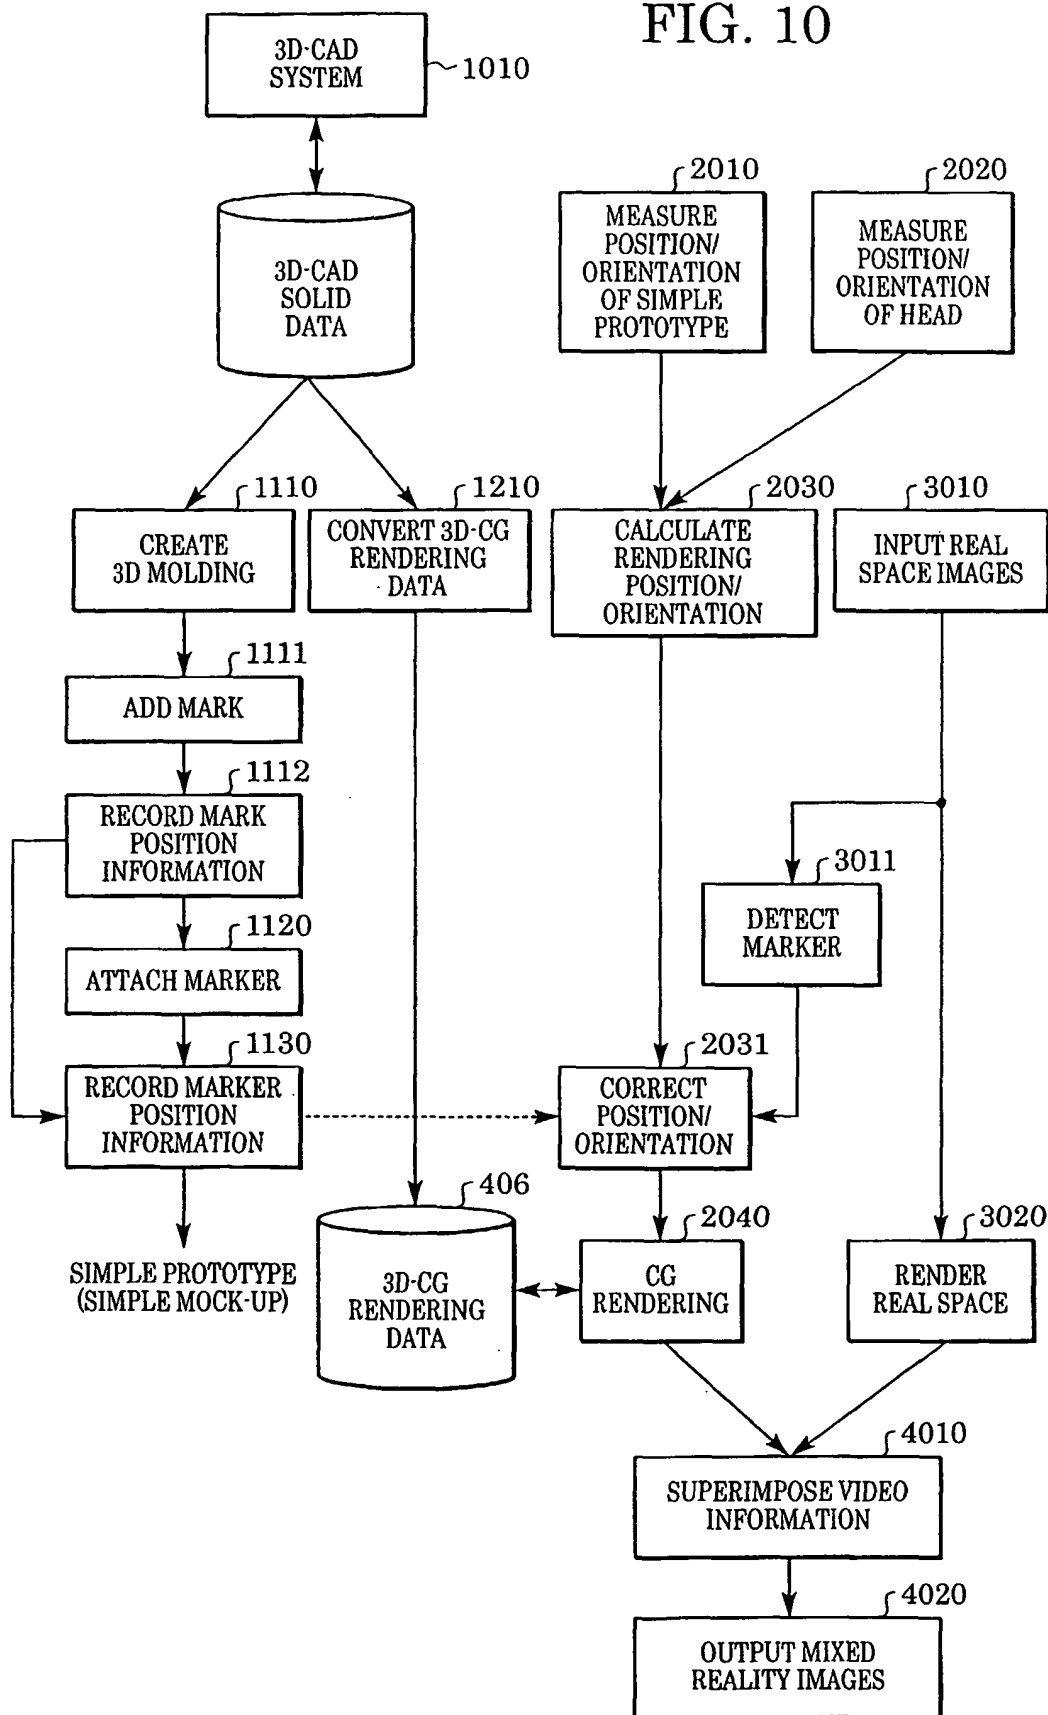 FIG. 10
3D-CAD
SYSTEM
1010
3D-CAD
SOLID
DATA
2010
MEASURE
POSITION/
ORIENTATION
OF SIMPLE
PROTOTYPE
2020
MEASURE
POSITION/
ORIENTATION
OF HEAD
1110
CREATE
3D MOLDING
1210
CONVERT 3D-CG
RENDERING
DATA
2030
CALCULATE
RENDERING
POSITION/
ORIENTATION
3010
INPUT REAL
SPACE IMAGES
1111
ADD MARK
1112
RECORD MARK
POSITION
INFORMATION
3011
DETECT
MARKER
1120
ATTACH MARKER
1130
RECORD MARKER
POSITION
INFORMATION
2031
CORRECT
POSITION/
ORIENTATION
SIMPLE PROTOTYPE
(SIMPLE MOCK-UP)
406
3D-CG
RENDERING
DATA
2040
CG
RENDERING
3020
RENDER
REAL SPACE
4010
SUPERIMPOSE VIDEO
INFORMATION
4020
OUTPUT MIXED
REALITY IMAGES